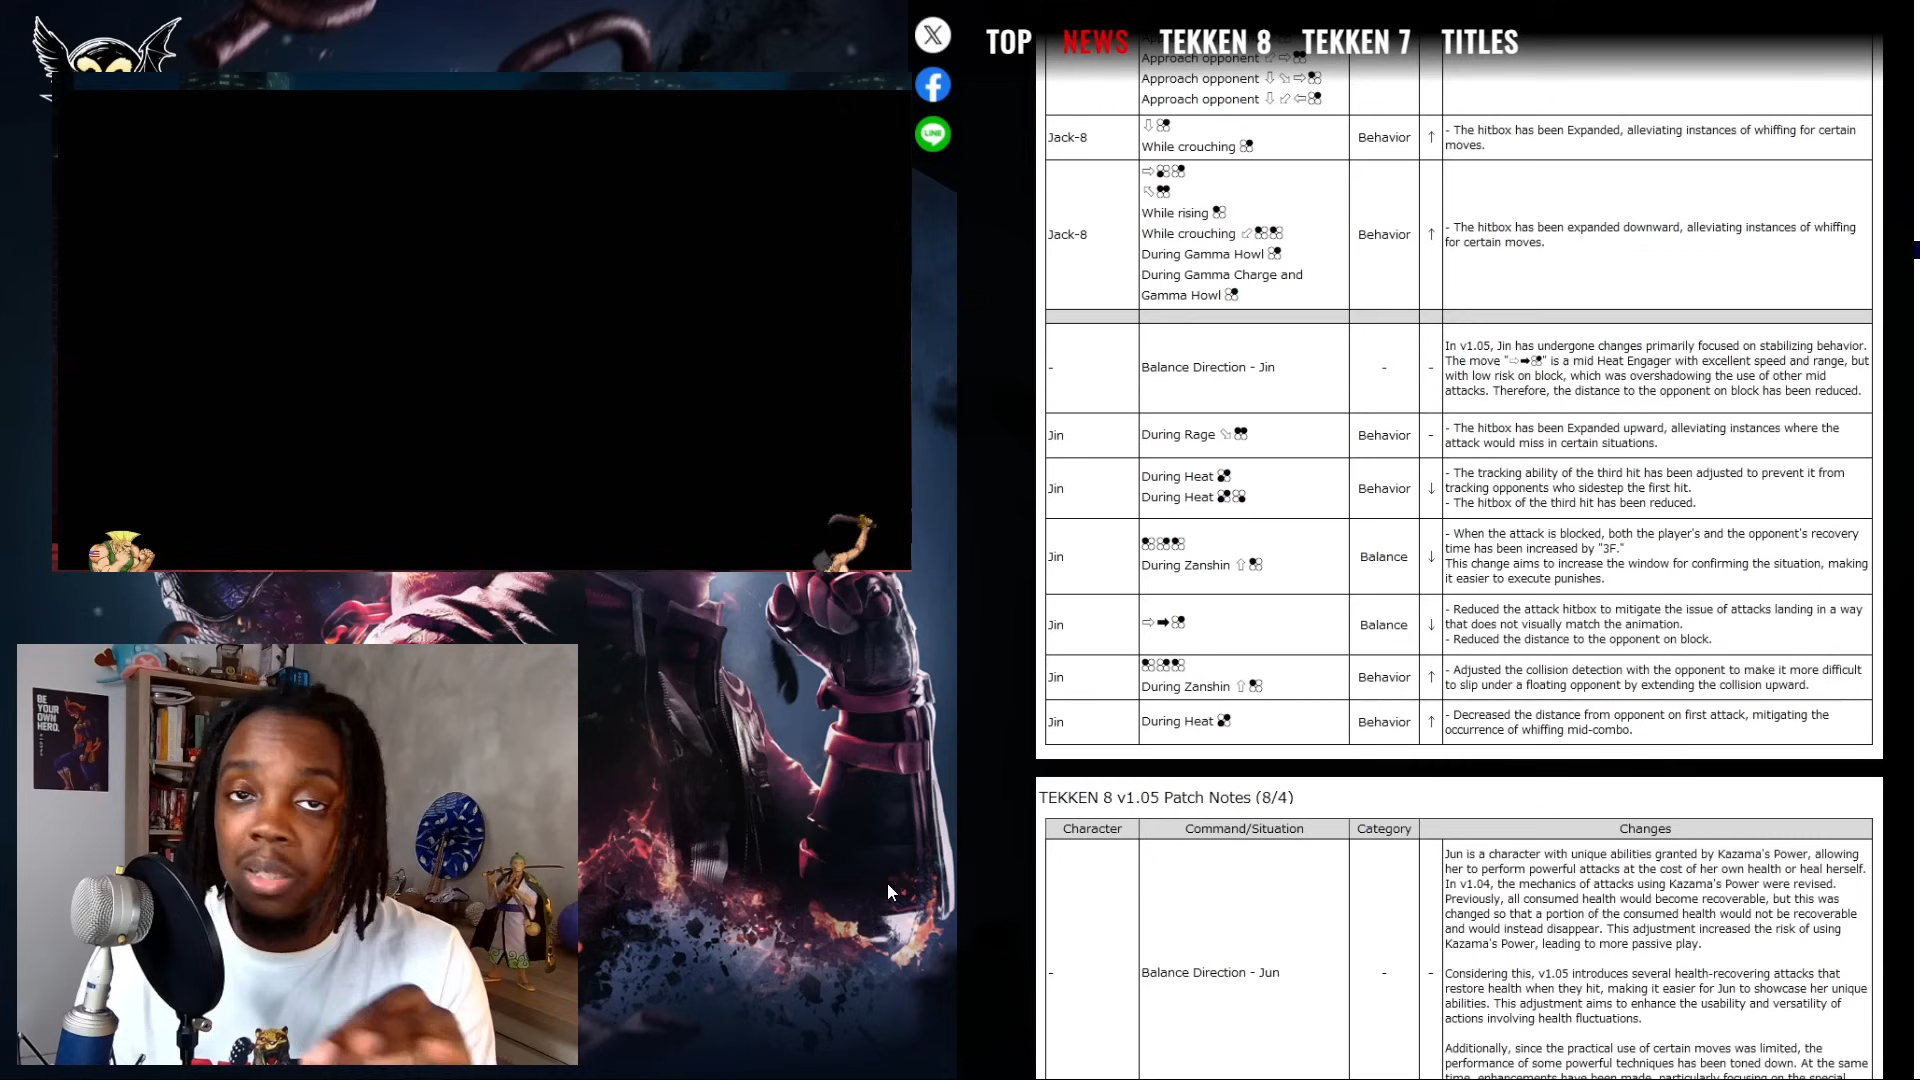 TOP NEWS TEKKEN 8 TEKKEN 7 TITLES
LINE
BE
YOUR
OWN
HERO.
Approach opponent
Approach opponent
Approach opponent
Jack-8
While crouching
Behavior
↑
- The hitbox has been Expanded, alleviating instances of whiffing for certain
moves.
Jack-8
While rising
While crouching
During Gamma Howl
During Gamma Charge and
Gamma Howl
Behavior
↑
- The hitbox has been expanded downward, alleviating instances of whiffing
for certain moves.
-
Balance Direction - Jin
-
-
In v1.05, Jin has undergone changes primarily focused on stabilizing behavior.
The move "⇨➡" is a mid Heat Engager with excellent speed and range, but
with low risk on block, which was overshadowing the use of other mid
attacks. Therefore, the distance to the opponent on block has been reduced.
Jin
During Rage
Behavior
-
- The hitbox has been Expanded upward, alleviating instances where the
attack would miss in certain situations.
Jin
During Heat
During Heat
Behavior
↓
- The tracking ability of the third hit has been adjusted to prevent it from
tracking opponents who sidestep the first hit.
- The hitbox of the third hit has been reduced.
Jin
During Zanshin ⇧
Balance
↓
- When the attack is blocked, both the player's and the opponent's recovery
time has been increased by "3F."
This change aims to increase the window for confirming the situation, making
it easier to execute punishes.
Jin
⇨➡
Balance
↓
- Reduced the attack hitbox to mitigate the issue of attacks landing in a way
that does not visually match the animation.
- Reduced the distance to the opponent on block.
Jin
During Zanshin ⇧
Behavior
↑
- Adjusted the collision detection with the opponent to make it more difficult
to slip under a floating opponent by extending the collision upward.
Jin
During Heat
Behavior
↑
- Decreased the distance from opponent on first attack, mitigating the
occurrence of whiffing mid-combo.
TEKKEN 8 v1.05 Patch Notes (8/4)
Character
Command/Situation
Category
Changes
-
Balance Direction - Jun
-
-
Jun is a character with unique abilities granted by Kazama's Power, allowing
her to perform powerful attacks at the cost of her own health or heal herself.
In v1.04, the mechanics of attacks using Kazama's Power were revised.
Previously, all consumed health would become recoverable, but this was
changed so that a portion of the consumed health would not be recoverable
and would instead disappear. This adjustment increased the risk of using
Kazama's Power, leading to more passive play.
Considering this, v1.05 introduces several health-recovering attacks that
restore health when they hit, making it easier for Jun to showcase her unique
abilities. This adjustment aims to enhance the usability and versatility of
actions involving health fluctuations.
Additionally, since the practical use of certain moves was limited, the
performance of some powerful techniques has been toned down. At the same
time, enhancements have been made, particularly focusing on the special